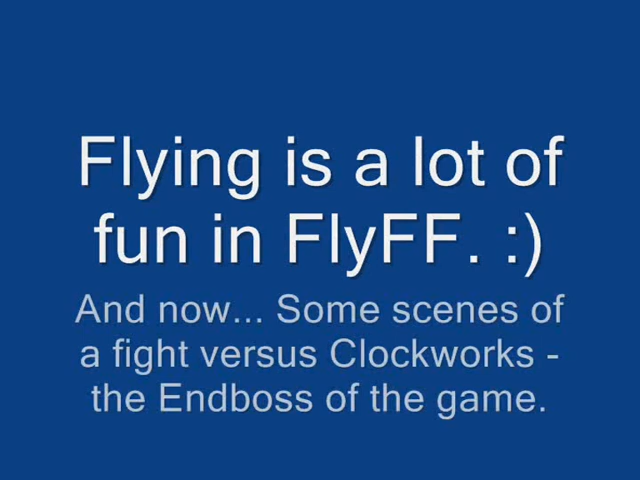 Flying is a lot of
fun in FlyFF. :)
And now... Some scenes of
a fight versus Clockworks -
the Endboss of the game.